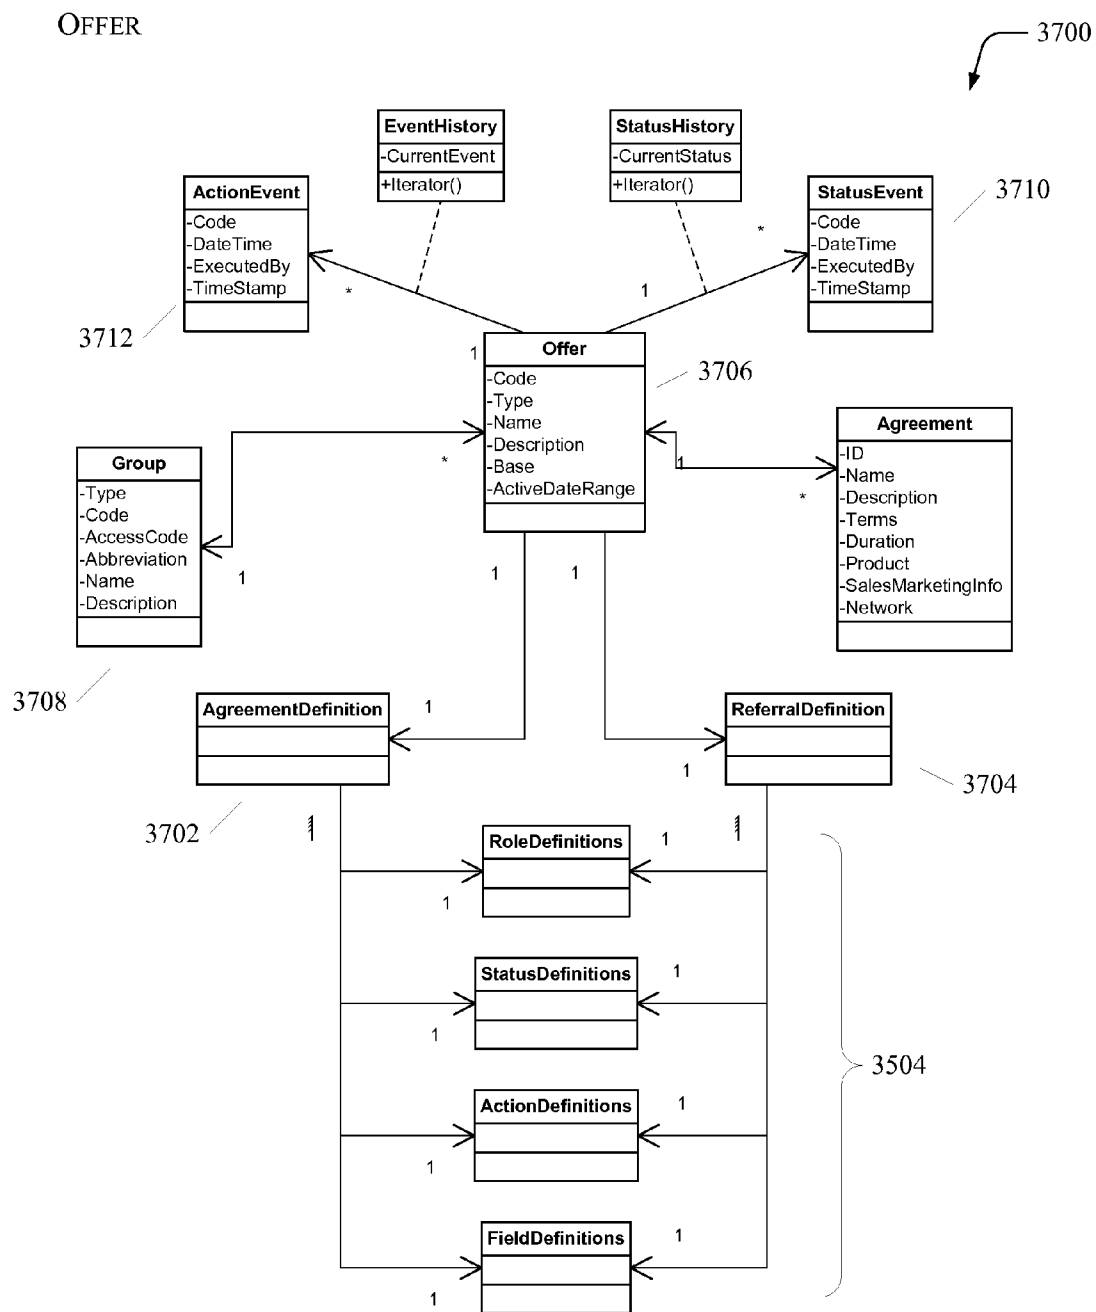 OFFER
3700
EventHistory
-CurrentEvent
+Iterator()
StatusHistory
-CurrentStatus
+Iterator()
ActionEvent
-Code
-DateTime
-ExecutedBy
-TimeStamp
3712
*
StatusEvent
-Code
-DateTime
-ExecutedBy
-TimeStamp
3710
*
1
Offer
-Code
-Type
-Name
-Description
-Base
-ActiveDateRange
3706
1
*
1
*
Group
-Type
-Code
-AccessCode
-Abbreviation
-Name
-Description
3708
1
Agreement
-ID
-Name
-Description
-Terms
-Duration
-Product
-SalesMarketingInfo
-Network
1
1
AgreementDefinition
1
3702
ReferralDefinition
1
3704
RoleDefinitions
1
1
StatusDefinitions
1
1
ActionDefinitions
1
1
FieldDefinitions
1
1
3504